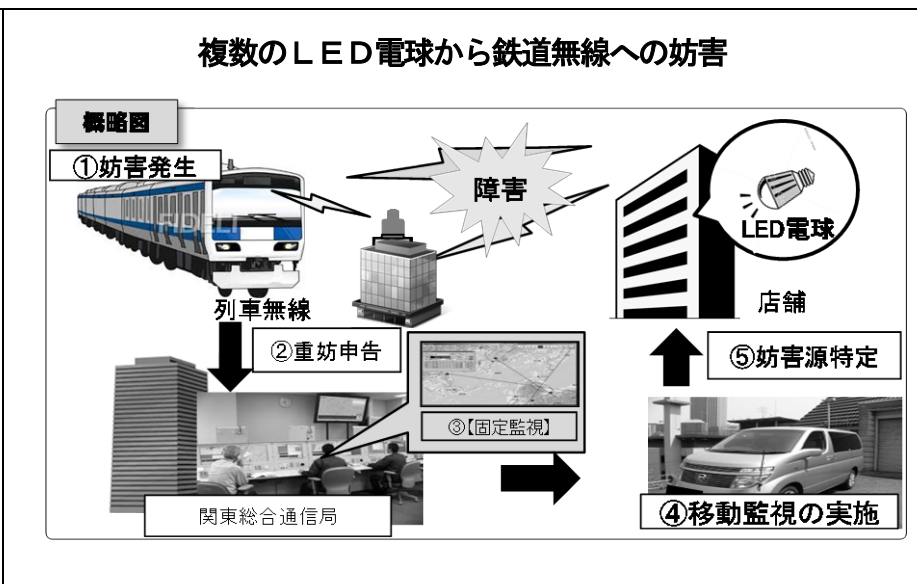 複数のＬＥＤ電球から鉄道無線への妨害
概略図
①妨害発生
障害
LED電球
FIDELI
列車無線
店舗
②重妨申告
⑤妨害源特定
③【固定監視】
関東総合通信局
④移動監視の実施